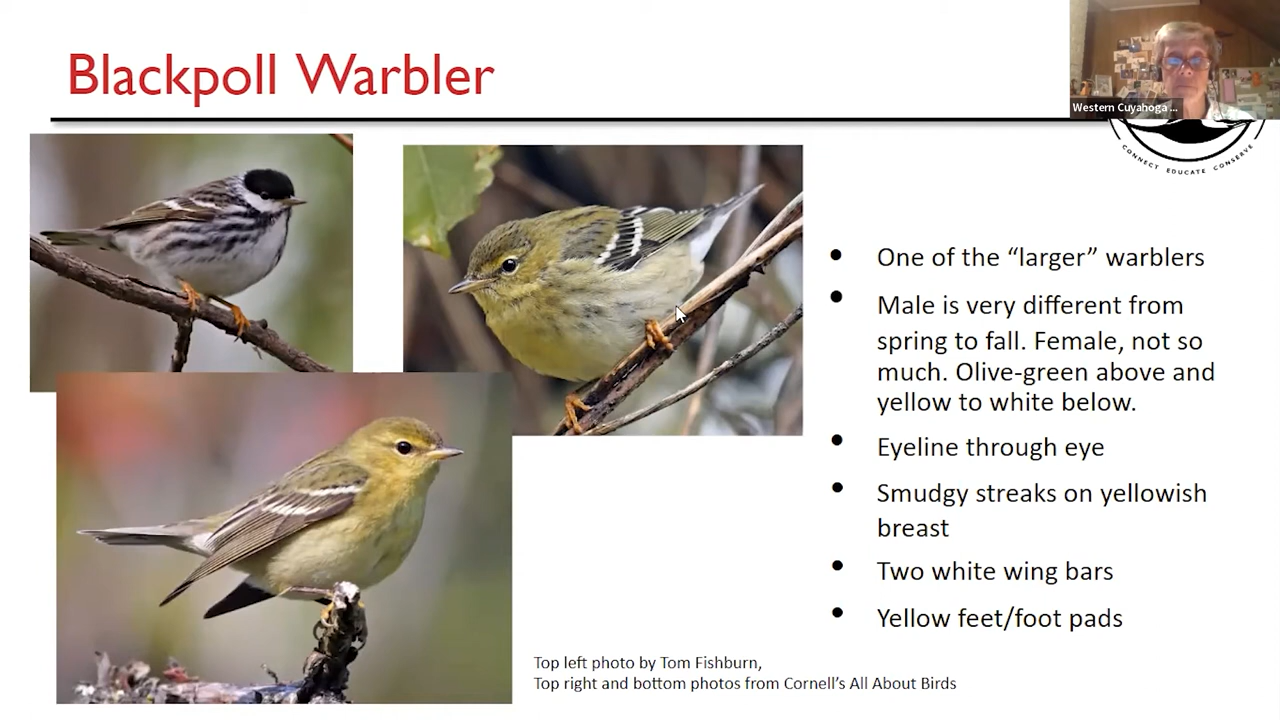 Blackpoll Warbler
Western Cuyahoga ...
CONNECT EDUCATE CONSERVE
• One of the “larger” warblers
• Male is very different from
spring to fall. Female, not so
much. Olive-green above and
yellow to white below.
• Eyeline through eye
• Smudgy streaks on yellowish
breast
• Two white wing bars
• Yellow feet/foot pads
Top left photo by Tom Fishburn,
Top right and bottom photos from Cornell’s All About Birds